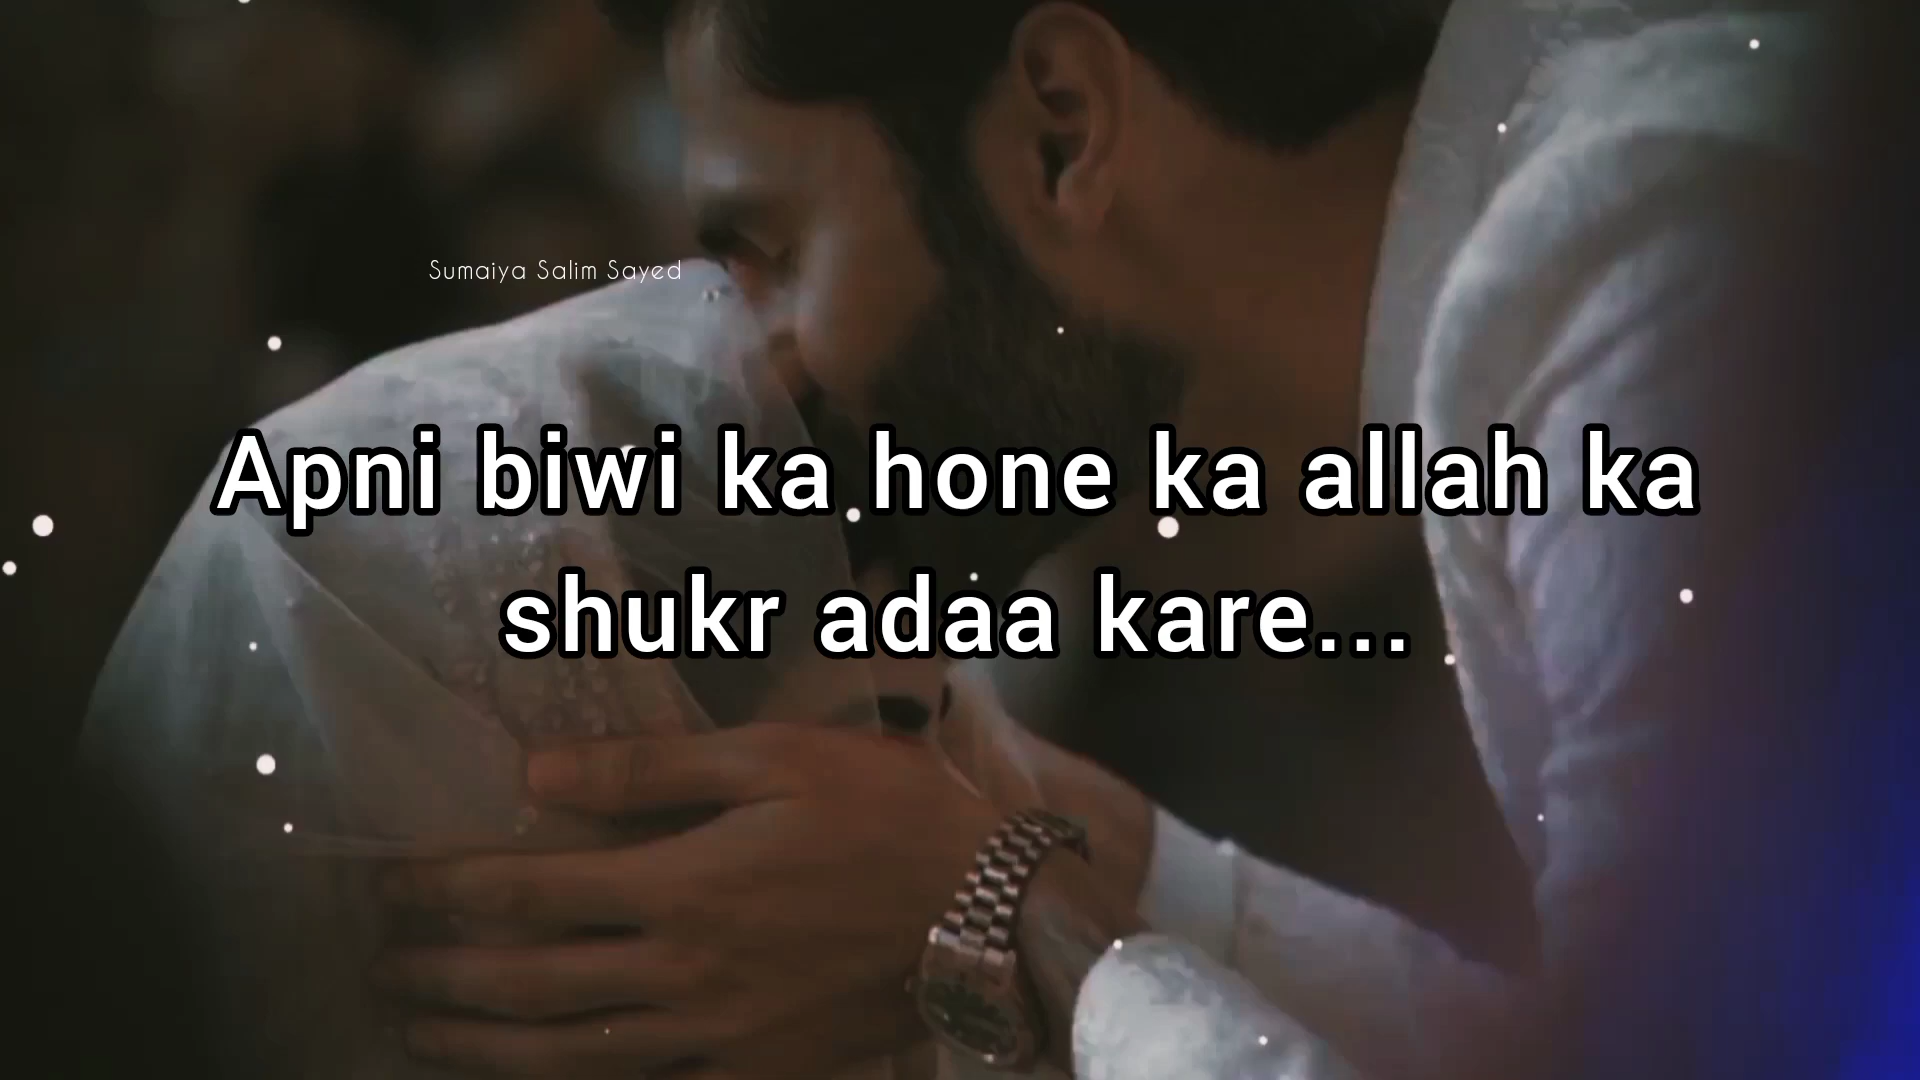 Sumaiya Salim Sayed
Apni biwi ka hone ka allah ka
shukr adaa kare...